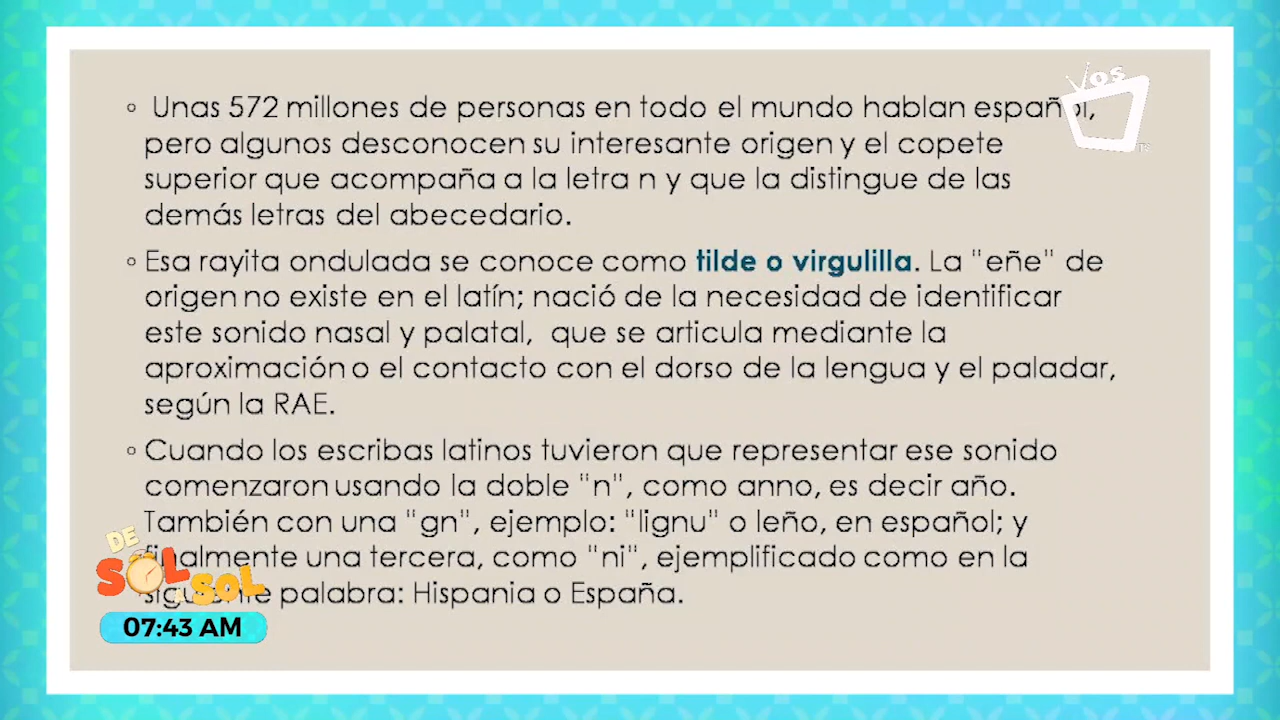 ◦ Unas 572 millones de personas en todo el mundo hablan español,
pero algunos desconocen su interesante origen y el copete
superior que acompaña a la letra n y que la distingue de las
demás letras del abecedario.
◦ Esa rayita ondulada se conoce como tilde o virgulilla. La "eñe" de
origen no existe en el latín; nació de la necesidad de identificar
este sonido nasal y palatal, que se articula mediante la
aproximación o el contacto con el dorso de la lengua y el paladar,
según la RAE.
◦ Cuando los escribas latinos tuvieron que representar ese sonido
comenzaron usando la doble "n", como anno, es decir año.
También con una "gn", ejemplo: "lignu" o leño, en español; y
finalmente una tercera, como "ni", ejemplificado como en la
siguiente palabra: Hispania o España.
Vos
TV
DE
SOL
A SOL
07:43 AM